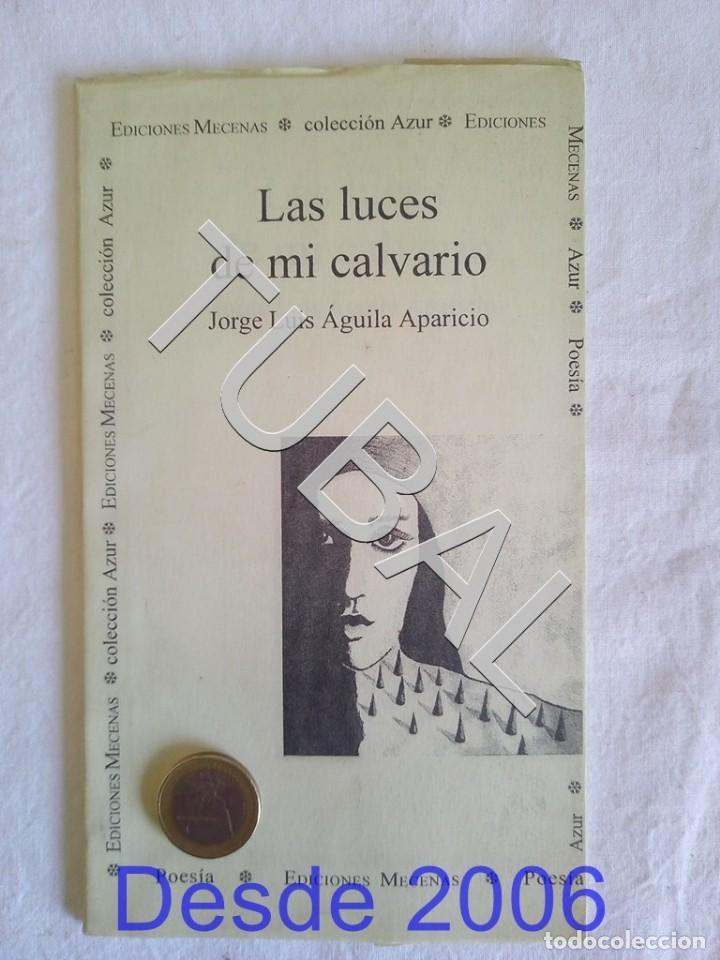 EDICIONES MECENAS ❄ colección Azur ❄ EDICIONES
MECENAS ❄ Azur ❄ Poesía ❄
Las luces
de mi calvario
Jorge Luis Águila Aparicio
❄ EDICIONES MECENAS ❄ colección Azur ❄ EDICIONES MECENAS ❄ colección Azur ❄
Azur ❄
Poesía ❄ EDICIONES MECENAS ❄ Poesía
TUBAL
Desde 2006
todocoleccion